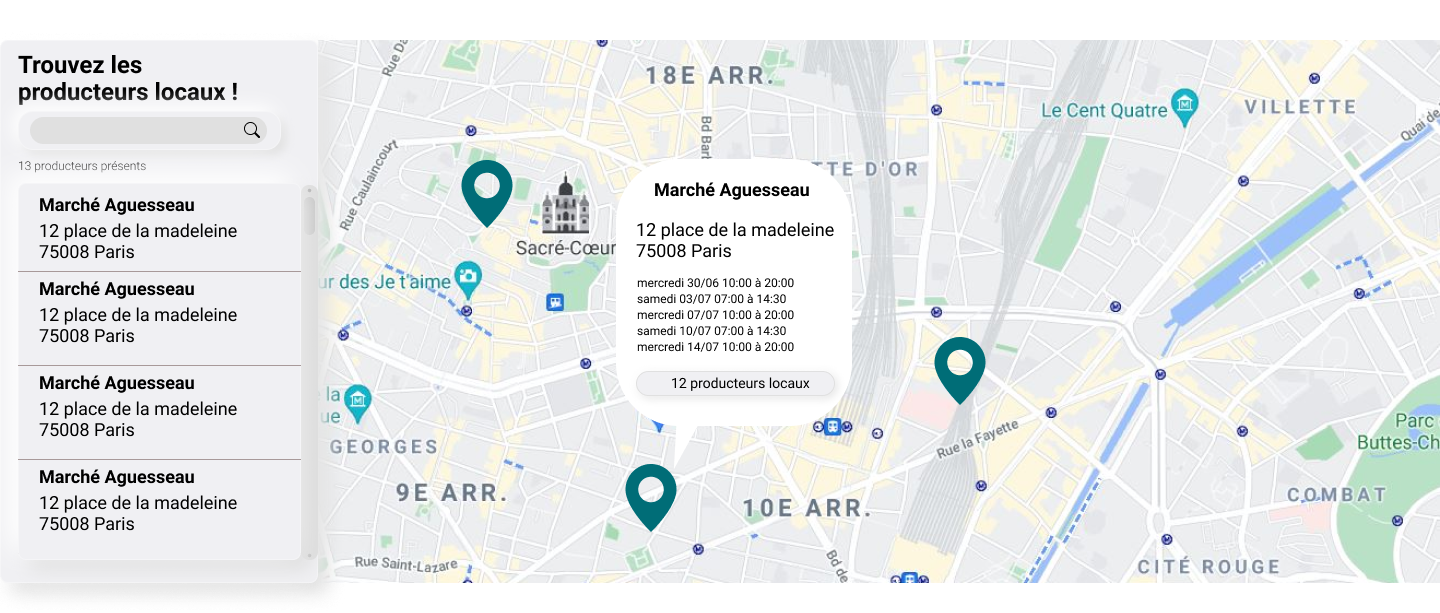 Trouvez les
producteurs locaux !
13 producteurs présents
Marché Aguesseau
12 place de la madeleine
75008 Paris
Marché Aguesseau
12 place de la madeleine
75008 Paris
Marché Aguesseau
12 place de la madeleine
75008 Paris
Marché Aguesseau
12 place de la madeleine
75008 Paris
Rue Da
18E ARR.
Le Cent Quatre
VILLETTE
Quai de
Bd Bart
Rue Caulaincourt
TTE D'OR
Sacré-Cœur
ur des Je t'aime
Marché Aguesseau
12 place de la madeleine
75008 Paris
mercredi 30/06 10:00 à 20:00
samedi 03/07 07:00 à 14:30
mercredi 07/07 10:00 à 20:00
samedi 10/07 07:00 à 14:30
mercredi 14/07 10:00 à 20:00
12 producteurs locaux
la
ue
GEORGES
Rue la Fayette
Parc
Buttes-Ch
9E ARR.
10E ARR.
COMBAT
Rue Saint-Lazare
Bd de
CITÉ ROUGE